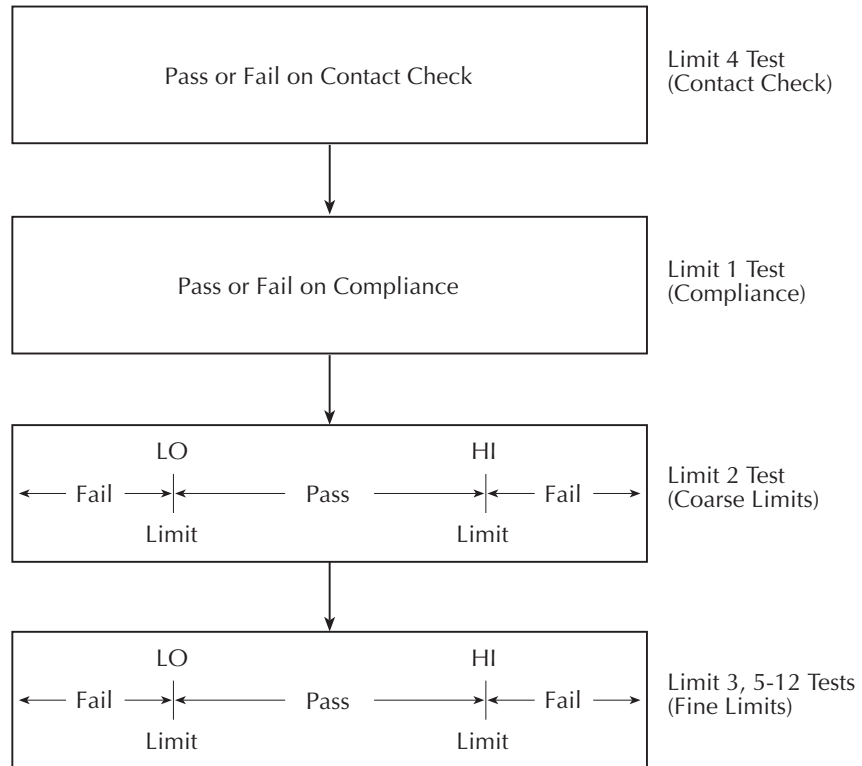 Pass or Fail on Contact Check
Limit 4 Test
(Contact Check)
Pass or Fail on Compliance
Limit 1 Test
(Compliance)
LO HI
Fail Pass Fail
Limit Limit
Limit 2 Test
(Coarse Limits)
LO HI
Fail Pass Fail
Limit Limit
Limit 3, 5-12 Tests
(Fine Limits)